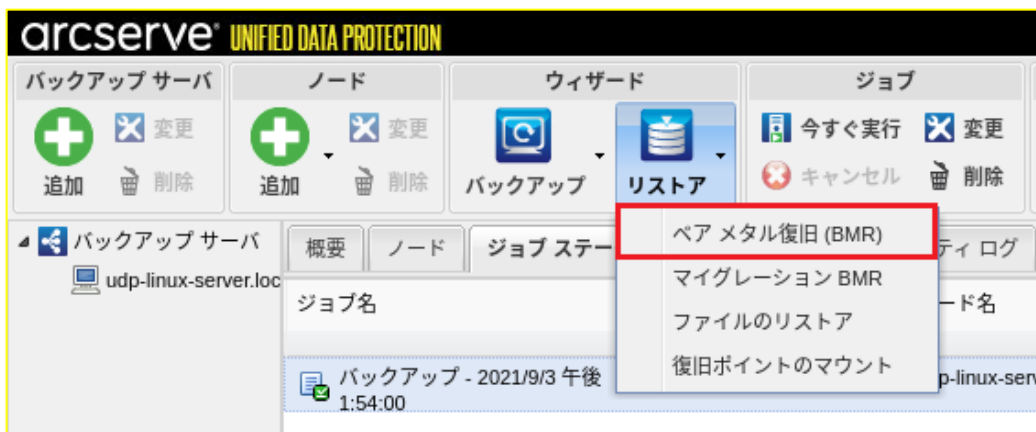 arcserve® UNIFIED DATA PROTECTION
バックアップ サーバ ノード ウィザード ジョブ
変更 変更 今すぐ実行 変更
追加 削除 追加 削除 バックアップ リストア キャンセル 削除
バックアップ サーバ
udp-linux-server.loc
概要 ノード ジョブ ステー ティ ログ
ベア メタル復旧 (BMR)
マイグレーション BMR
ファイルのリストア
復旧ポイントのマウント
ジョブ名 ード名
バックアップ - 2021/9/3 午後
1:54:00
p-linux-serv